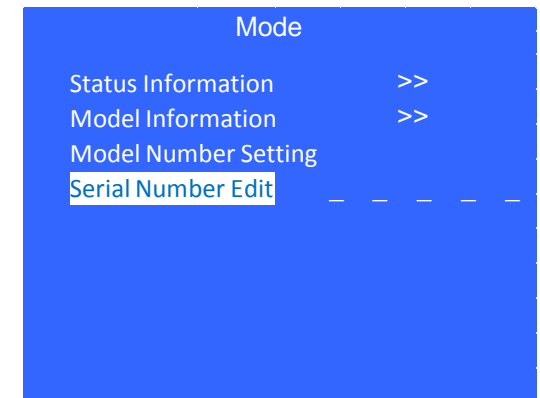 Mode
Status Information >>
Model Information >>
Model Number Setting
Serial Number Edit _ _ _ _ _